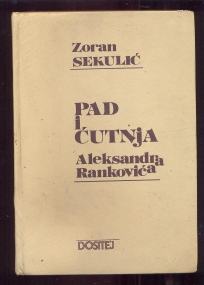 Zoran
SEKULIĆ
PAD
i
ĆUTNjA
Aleksandra
Rankovića
DOSITEJ